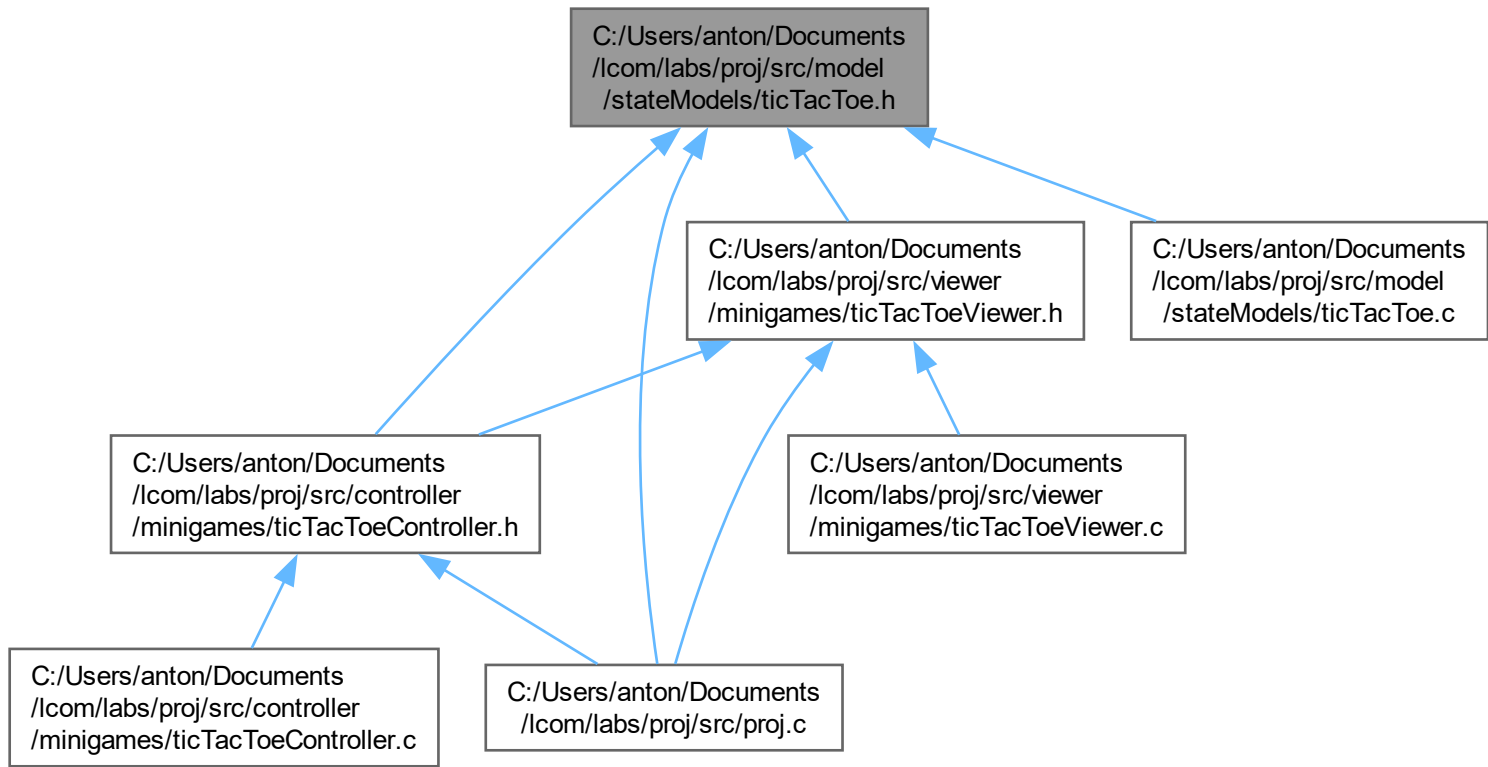 C:/Users/anton/Documents
/lcom/labs/proj/src/model
/stateModels/ticTacToe.h
C:/Users/anton/Documents
/lcom/labs/proj/src/viewer
/minigames/ticTacToeViewer.h
C:/Users/anton/Documents
/lcom/labs/proj/src/model
/stateModels/ticTacToe.c
C:/Users/anton/Documents
/lcom/labs/proj/src/controller
/minigames/ticTacToeController.h
C:/Users/anton/Documents
/lcom/labs/proj/src/viewer
/minigames/ticTacToeViewer.c
C:/Users/anton/Documents
/lcom/labs/proj/src/controller
/minigames/ticTacToeController.c
C:/Users/anton/Documents
/lcom/labs/proj/src/proj.c